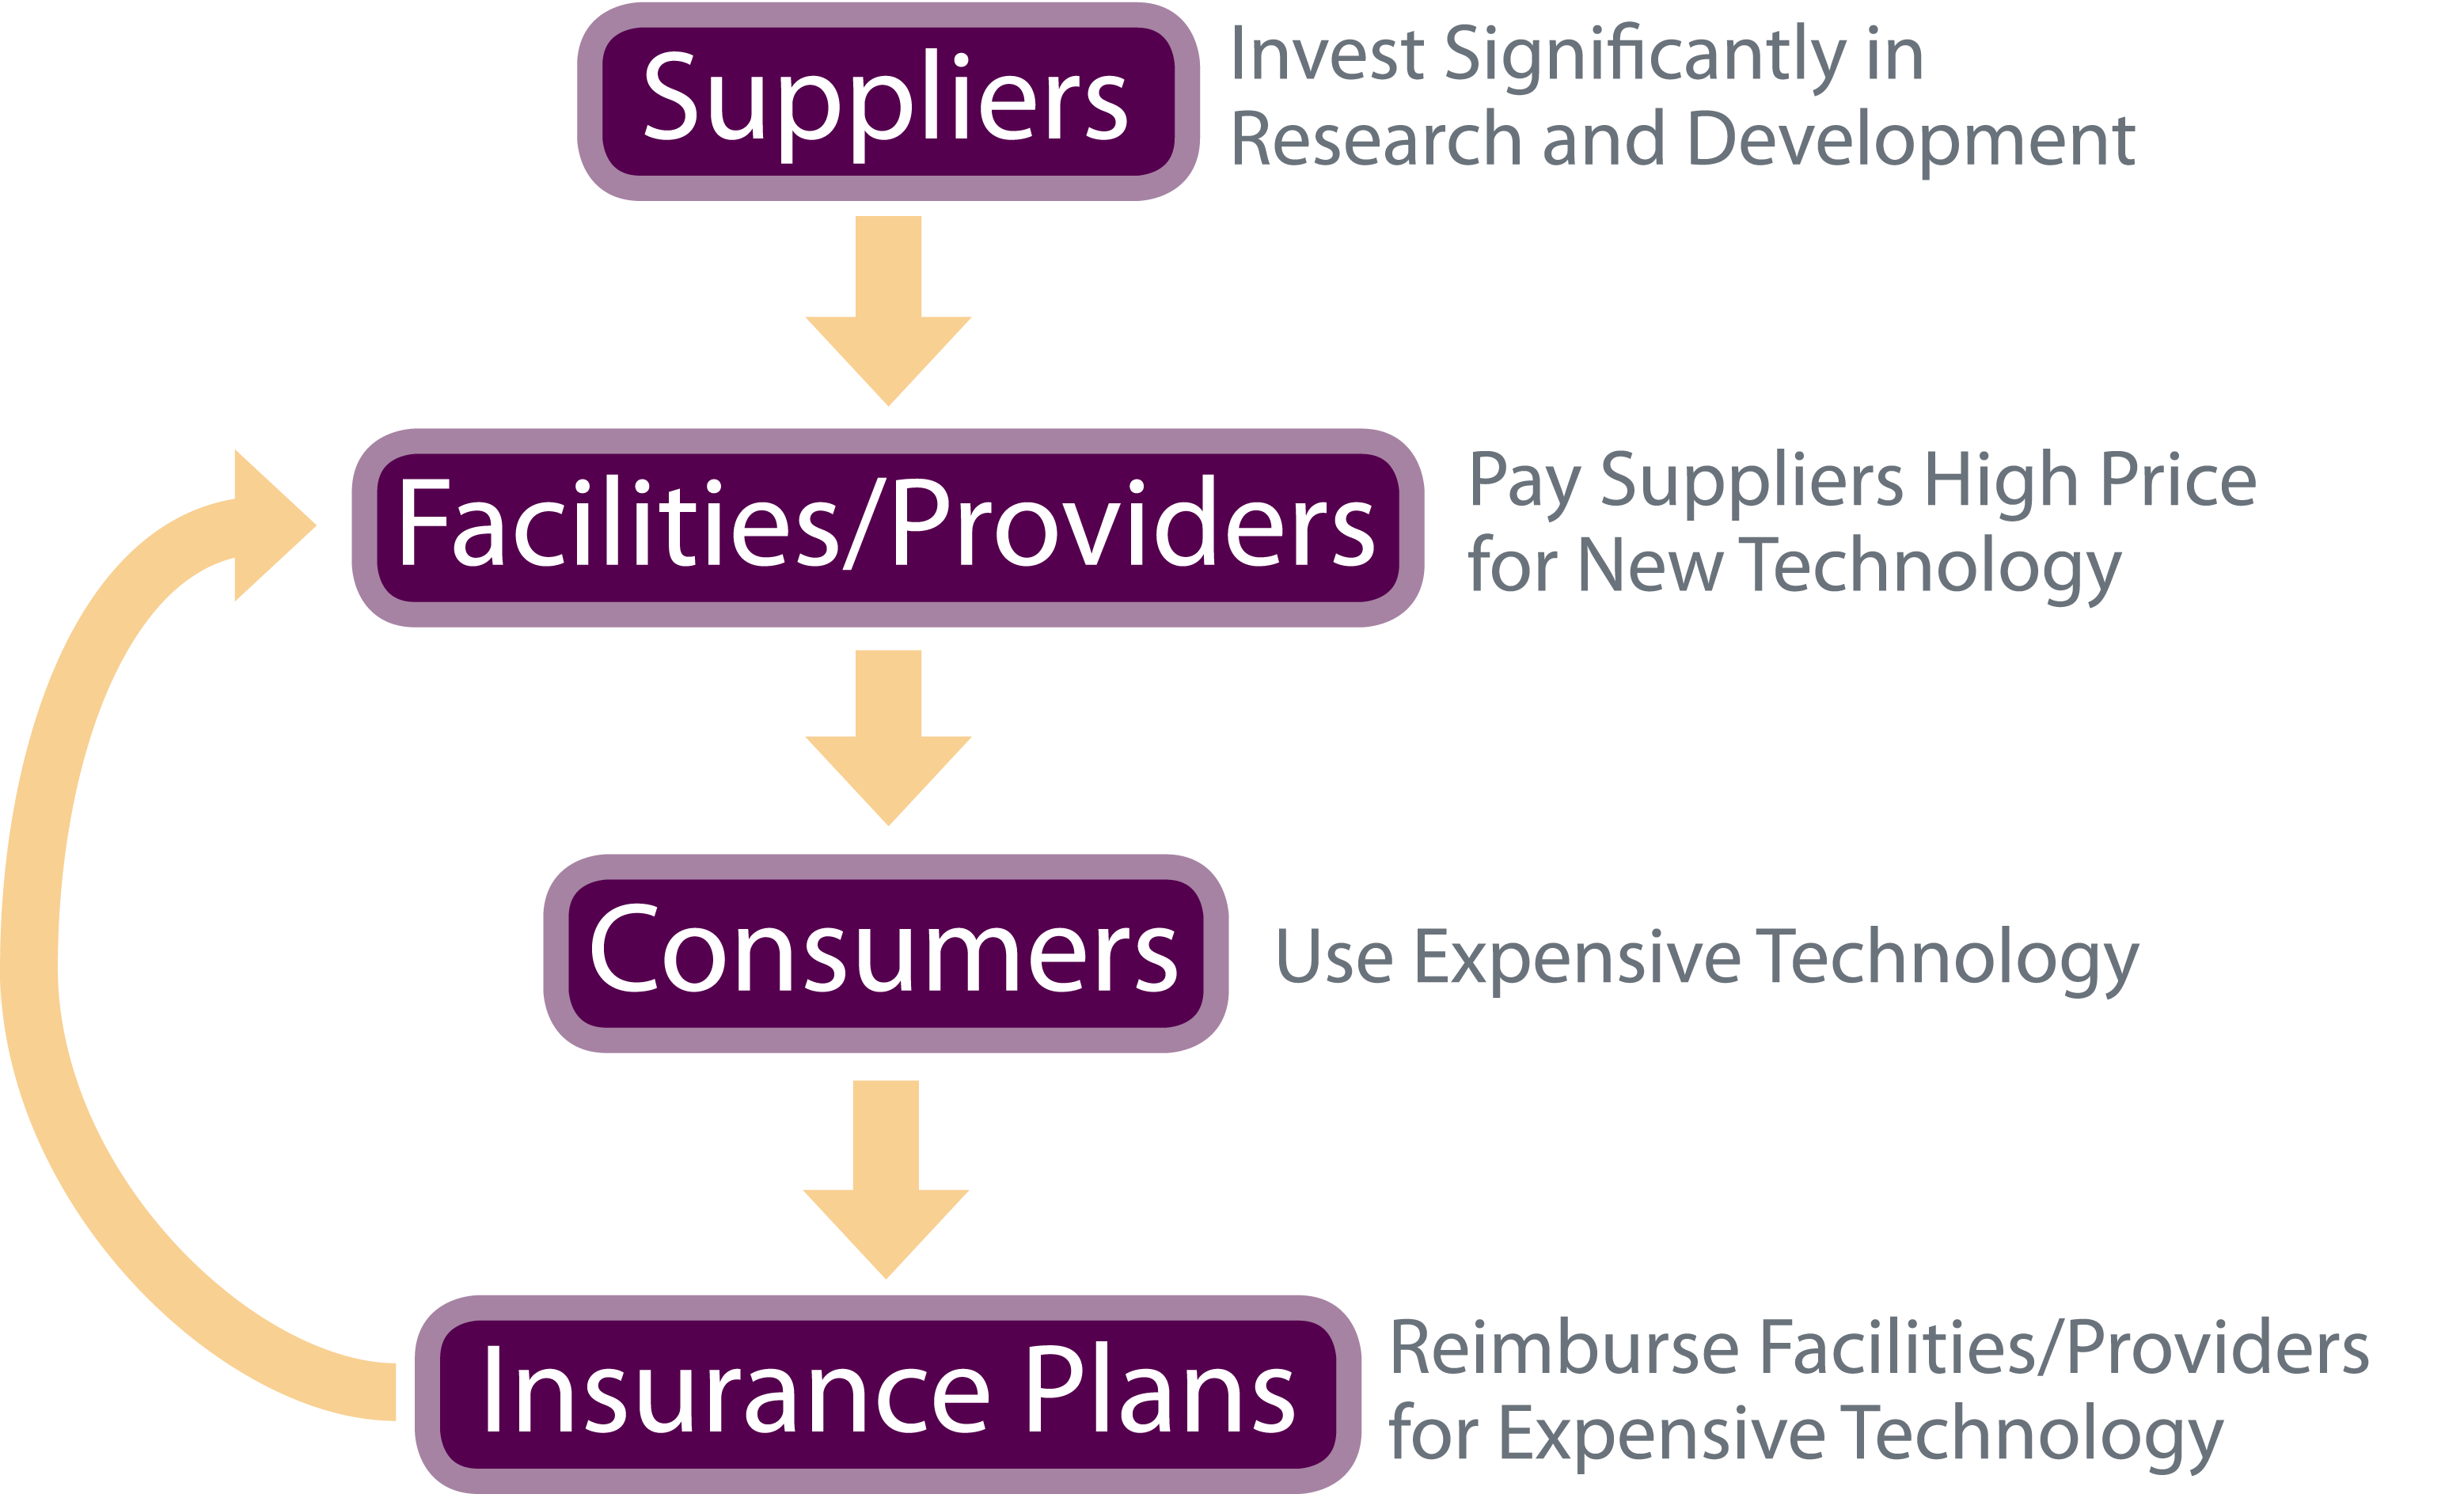 Suppliers
Invest Significantly in
Research and Development
Facilities/Providers
Pay Suppliers High Price
for New Technology
Consumers
Use Expensive Technology
Insurance Plans
Reimburse Facilities/Providers
for Expensive Technology